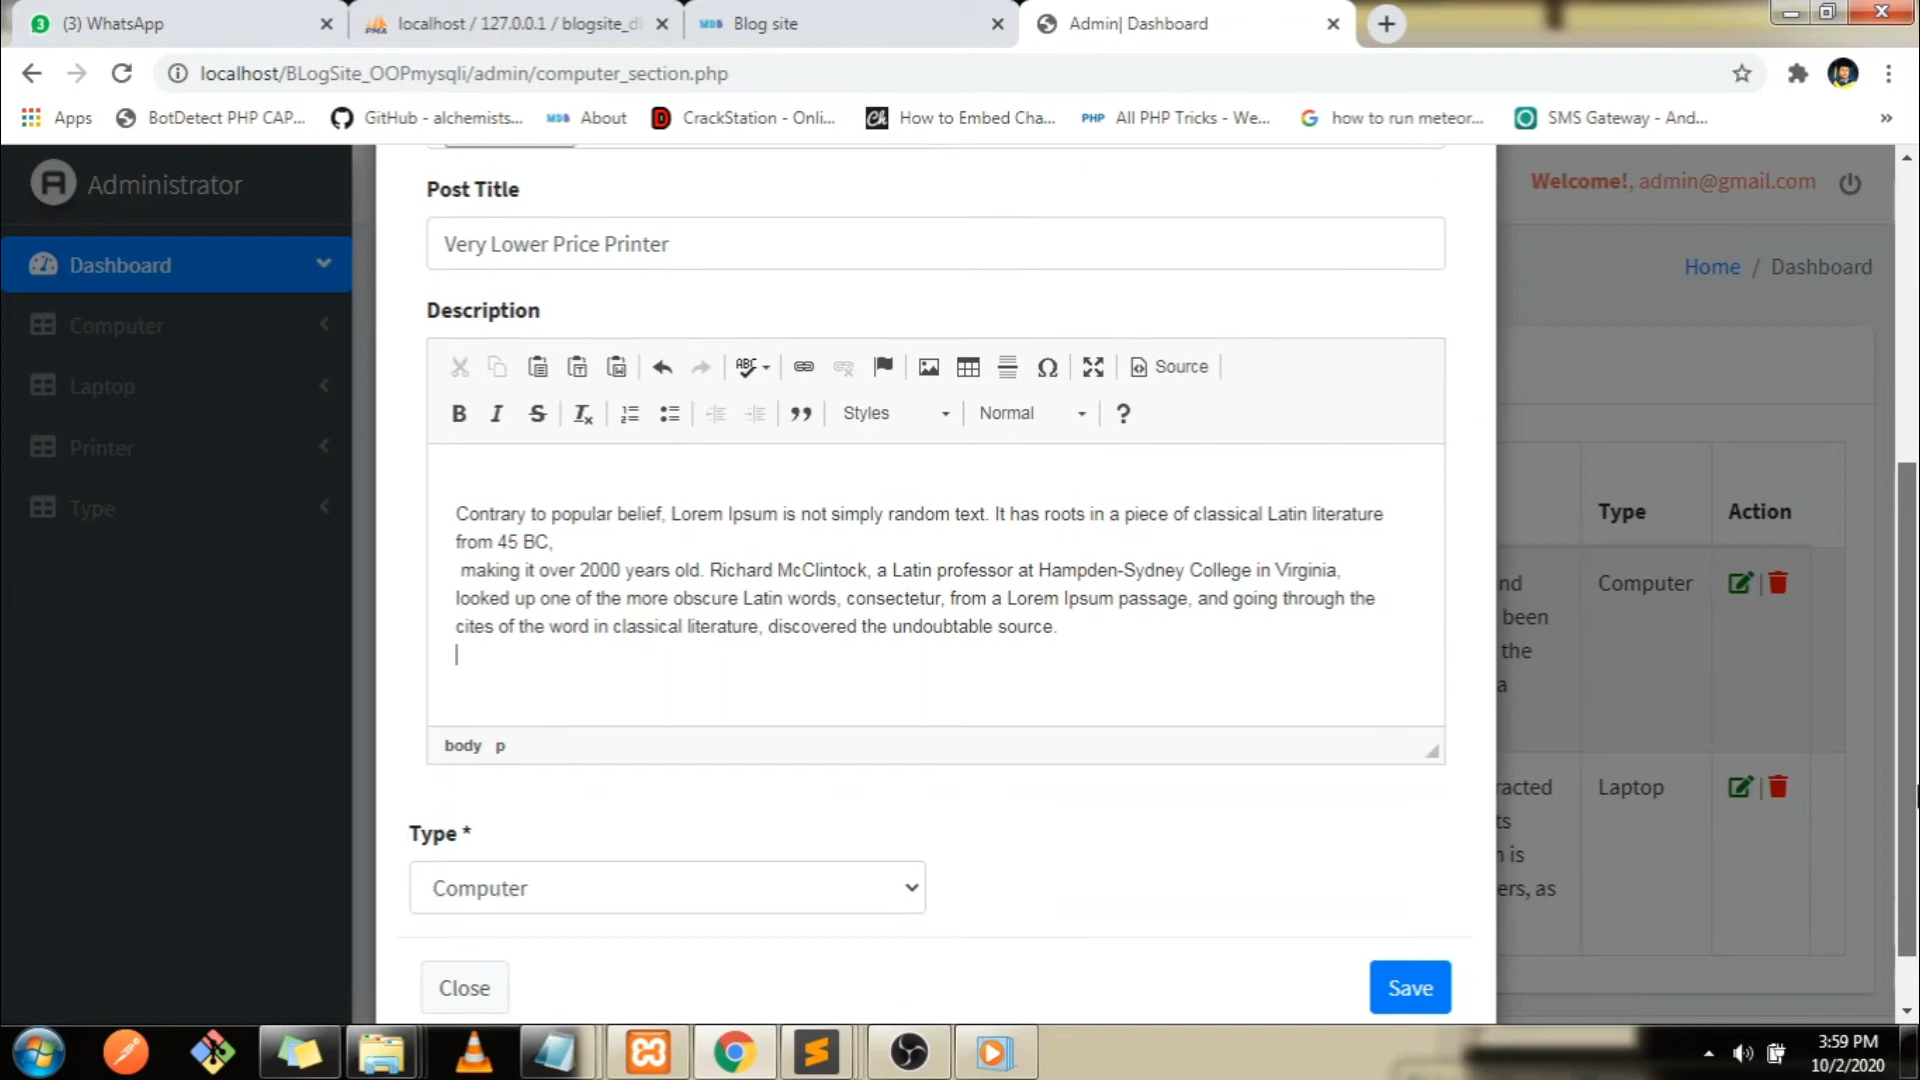 (3) WhatsApp
localhost / 127.0.0.1 / blogsite_d
Blog site
Admin| Dashboard
localhost/BLogSite_OOPmysqli/admin/computer_section.php
Apps
BotDetect PHP CAP...
GitHub - alchemists...
About
CrackStation - Onli...
How to Embed Cha...
PHP All PHP Tricks - We...
how to run meteor...
SMS Gateway - And...
»
Administrator
Welcome!, admin@gmail.com
Dashboard
Home / Dashboard
Computer
Laptop
Printer
Type
Post Title
Very Lower Price Printer
Description
Source
Styles
Normal
Contrary to popular belief, Lorem Ipsum is not simply random text. It has roots in a piece of classical Latin literature
from 45 BC,
making it over 2000 years old. Richard McClintock, a Latin professor at Hampden-Sydney College in Virginia,
looked up one of the more obscure Latin words, consectetur, from a Lorem Ipsum passage, and going through the
cites of the word in classical literature, discovered the undoubtable source.
body p
Type *
Computer
Close
Save
Type
Action
Computer
been
the
a
Laptop
is
as
3:59 PM
10/2/2020